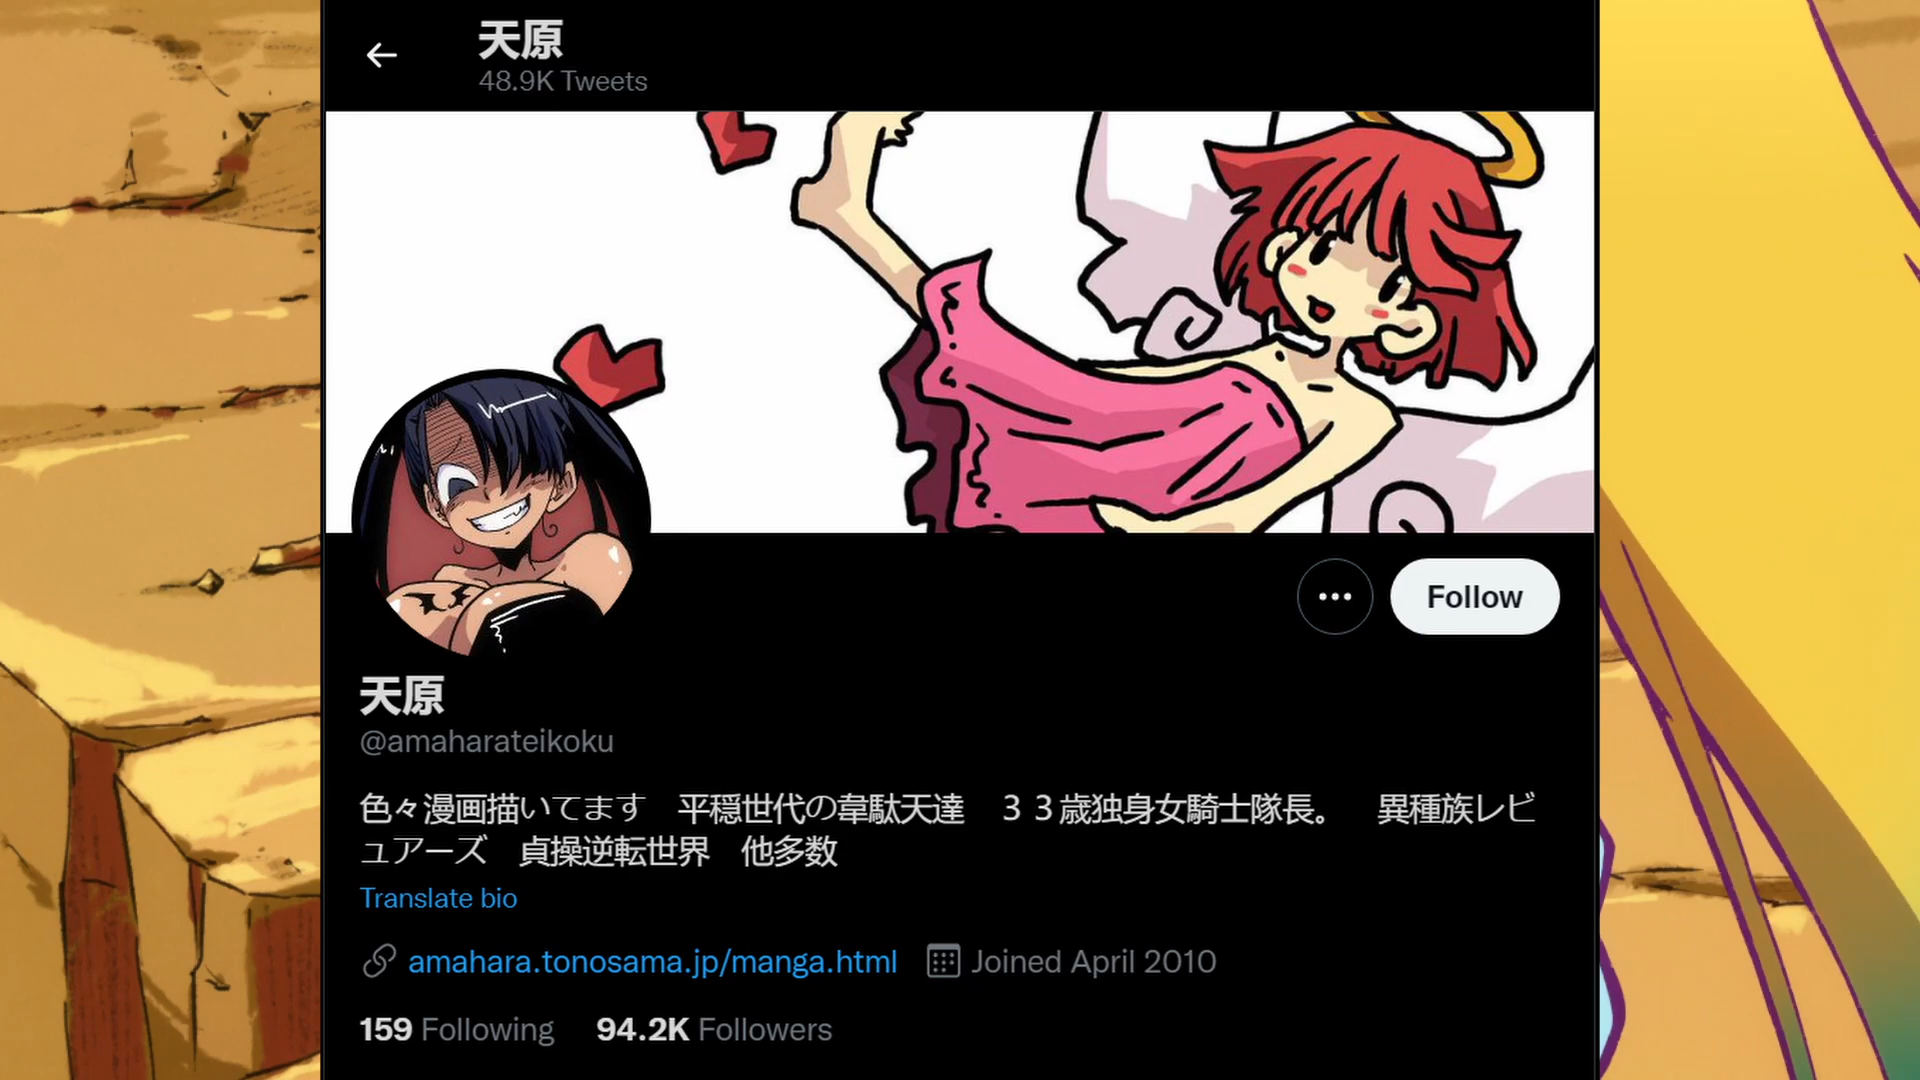 天原
48.9K Tweets
Follow
天原
@amaharateikoku
色々漫画描いてます　平穏世代の韋駄天達　３３歳独身女騎士隊長。　異種族レビ
ュアーズ　貞操逆転世界　他多数
Translate bio
amahara.tonosama.jp/manga.html Joined April 2010
159 Following 94.2K Followers